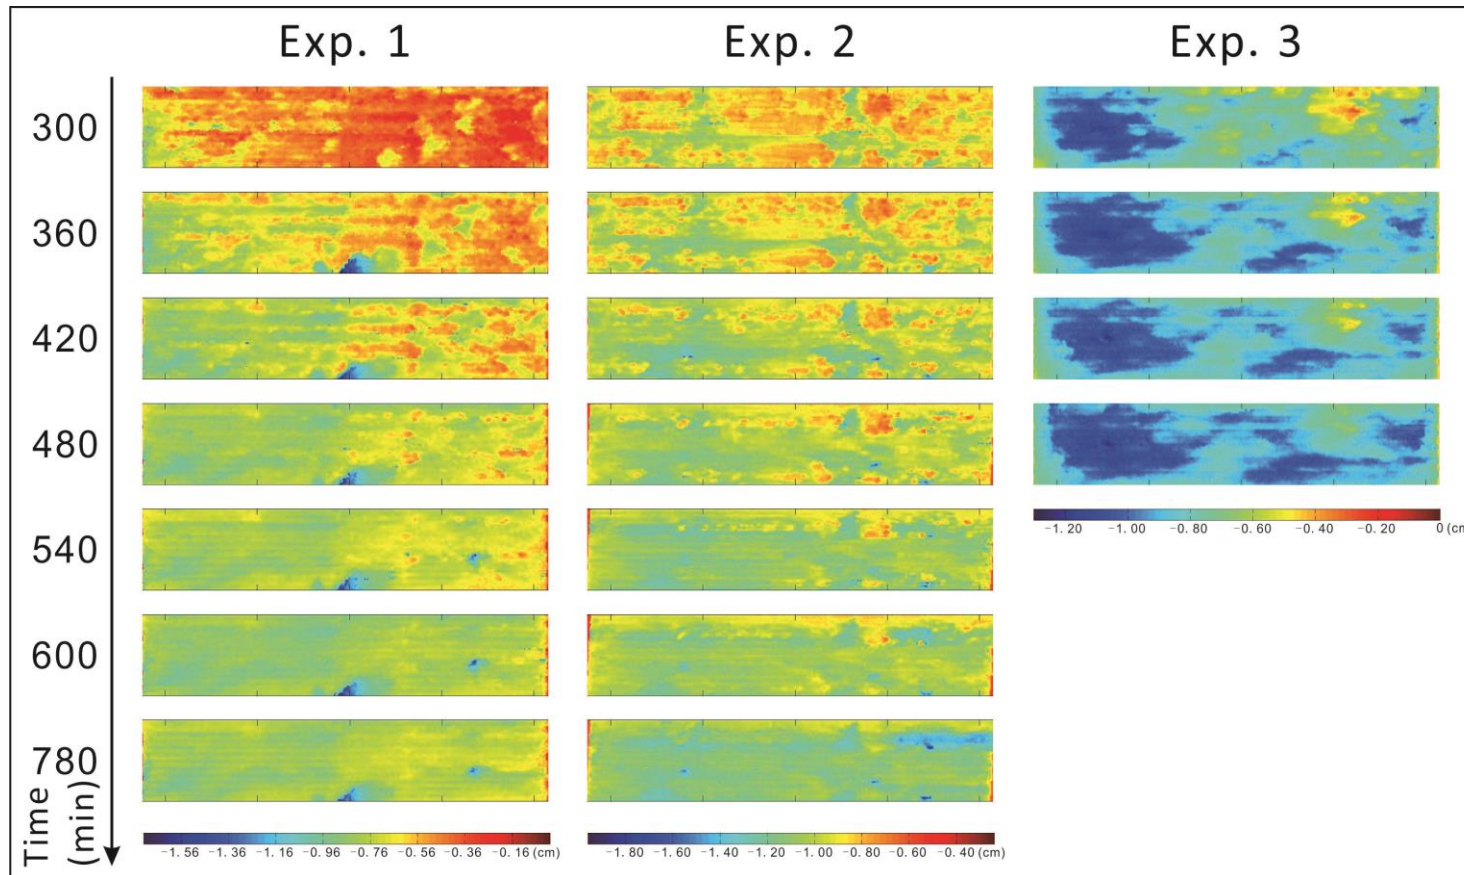 Exp. 1 Exp. 2 Exp. 3
300
360
420
480
-1.20 -1.00 -0.80 -0.60 -0.40 -0.20 0 (cm
540
600
780
Time (min)
-1.56 -1.36 -1.16 -0.96 -0.76 -0.56 -0.36 -0.16 (cm)
-1.80 -1.60 -1.40 -1.20 -1.00 -0.80 -0.60 -0.40 (cm)